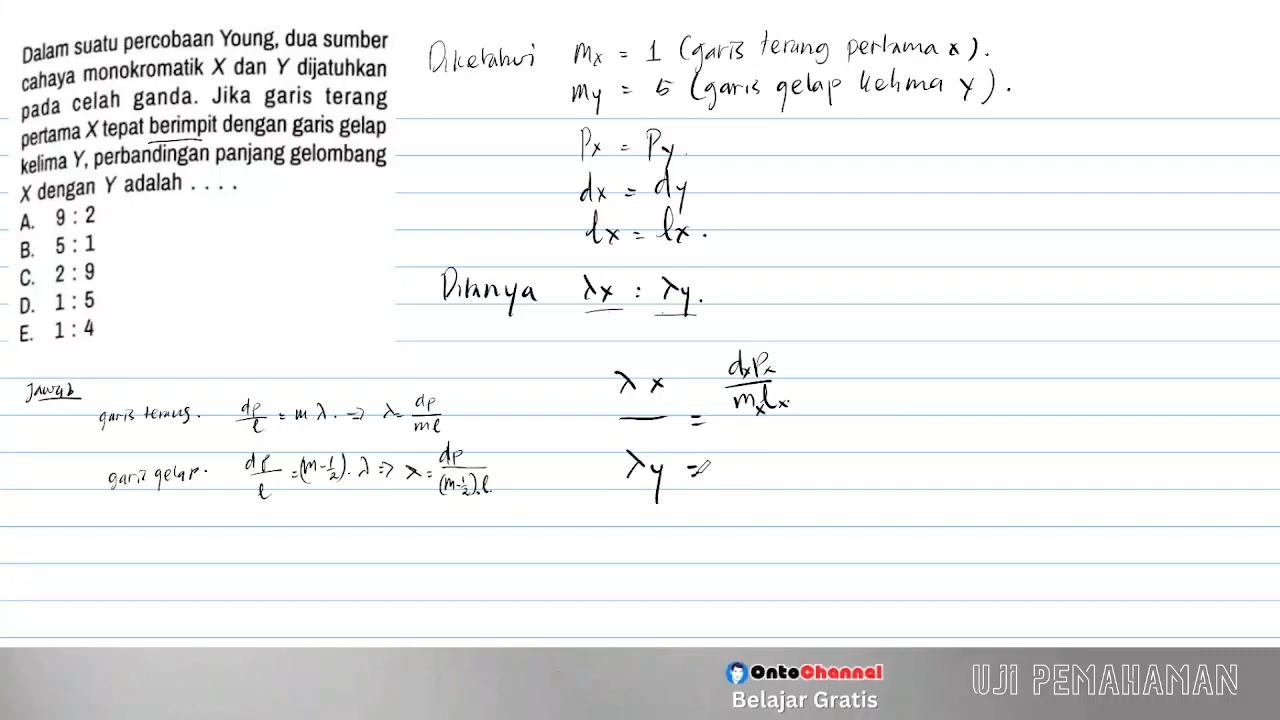 Dalam suatu percobaan Young, dua sumber
cahaya monokromatik X dan Y dijatuhkan
pada celah ganda. Jika garis terang
pertama X tepat berimpit dengan garis gelap
kelima Y, perbandingan panjang gelombang
X dengan Y adalah . . . .
A. 9 : 2
B. 5 : 1
C. 2 : 9
D. 1 : 5
E. 1 : 4
Diketahui mx = 1 (garis terang pertama x).
my = 5 (garis gelap kelima Y).
Px = Py.
dx = dy
lx = lx.
Ditanya λx : λy.
Jawab
garis terang. dp/l = m λ. => λ = dp/ml
garis gelap. dp/l = (m-1/2).λ => λ = dp/(m-1/2).l.
λx/λy = dxPx/mxlx
=
OntoChannel
Belajar Gratis
UJI PEMAHAMAN